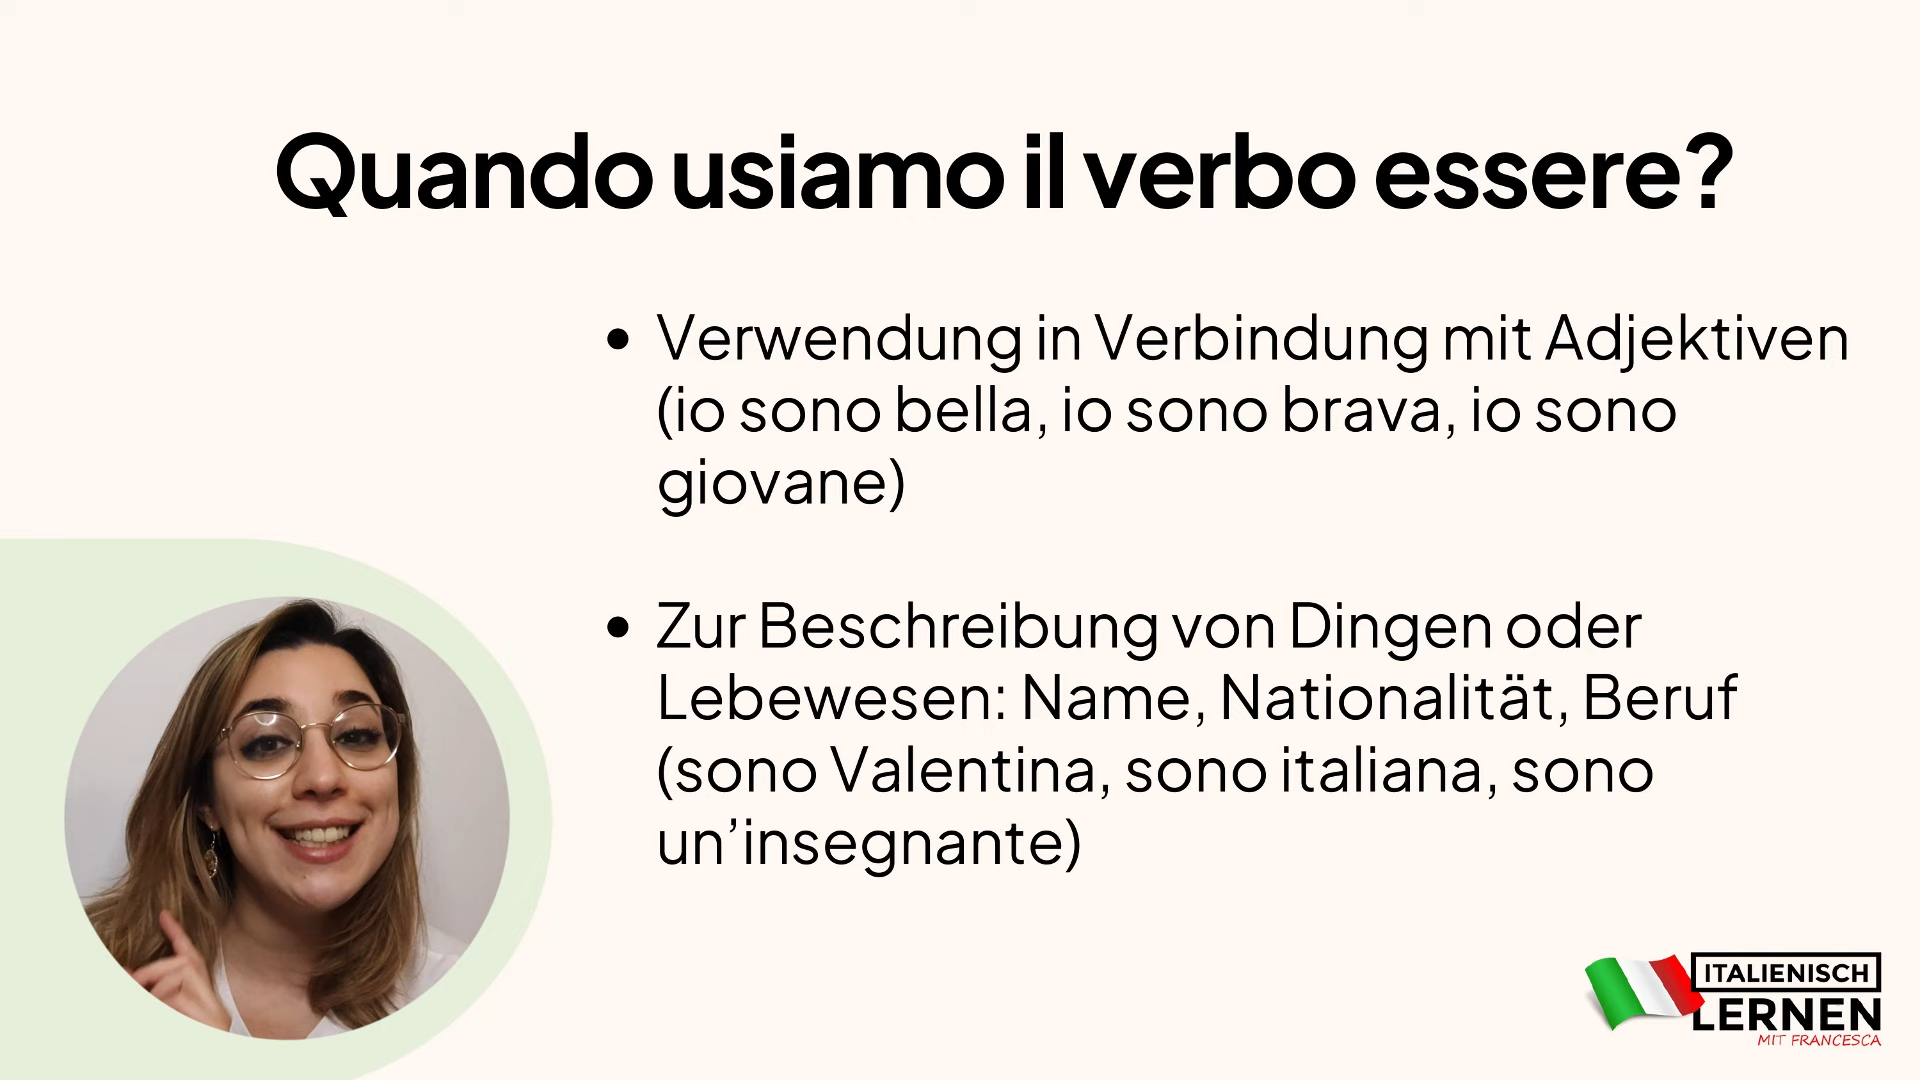 Quando usiamo il verbo essere?
• Verwendung in Verbindung mit Adjektiven
(io sono bella, io sono brava, io sono
giovane)
• Zur Beschreibung von Dingen oder
Lebewesen: Name, Nationalität, Beruf
(sono Valentina, sono italiana, sono
un’insegnante)
ITALIENISCH
LERNEN
MIT FRANCESCA